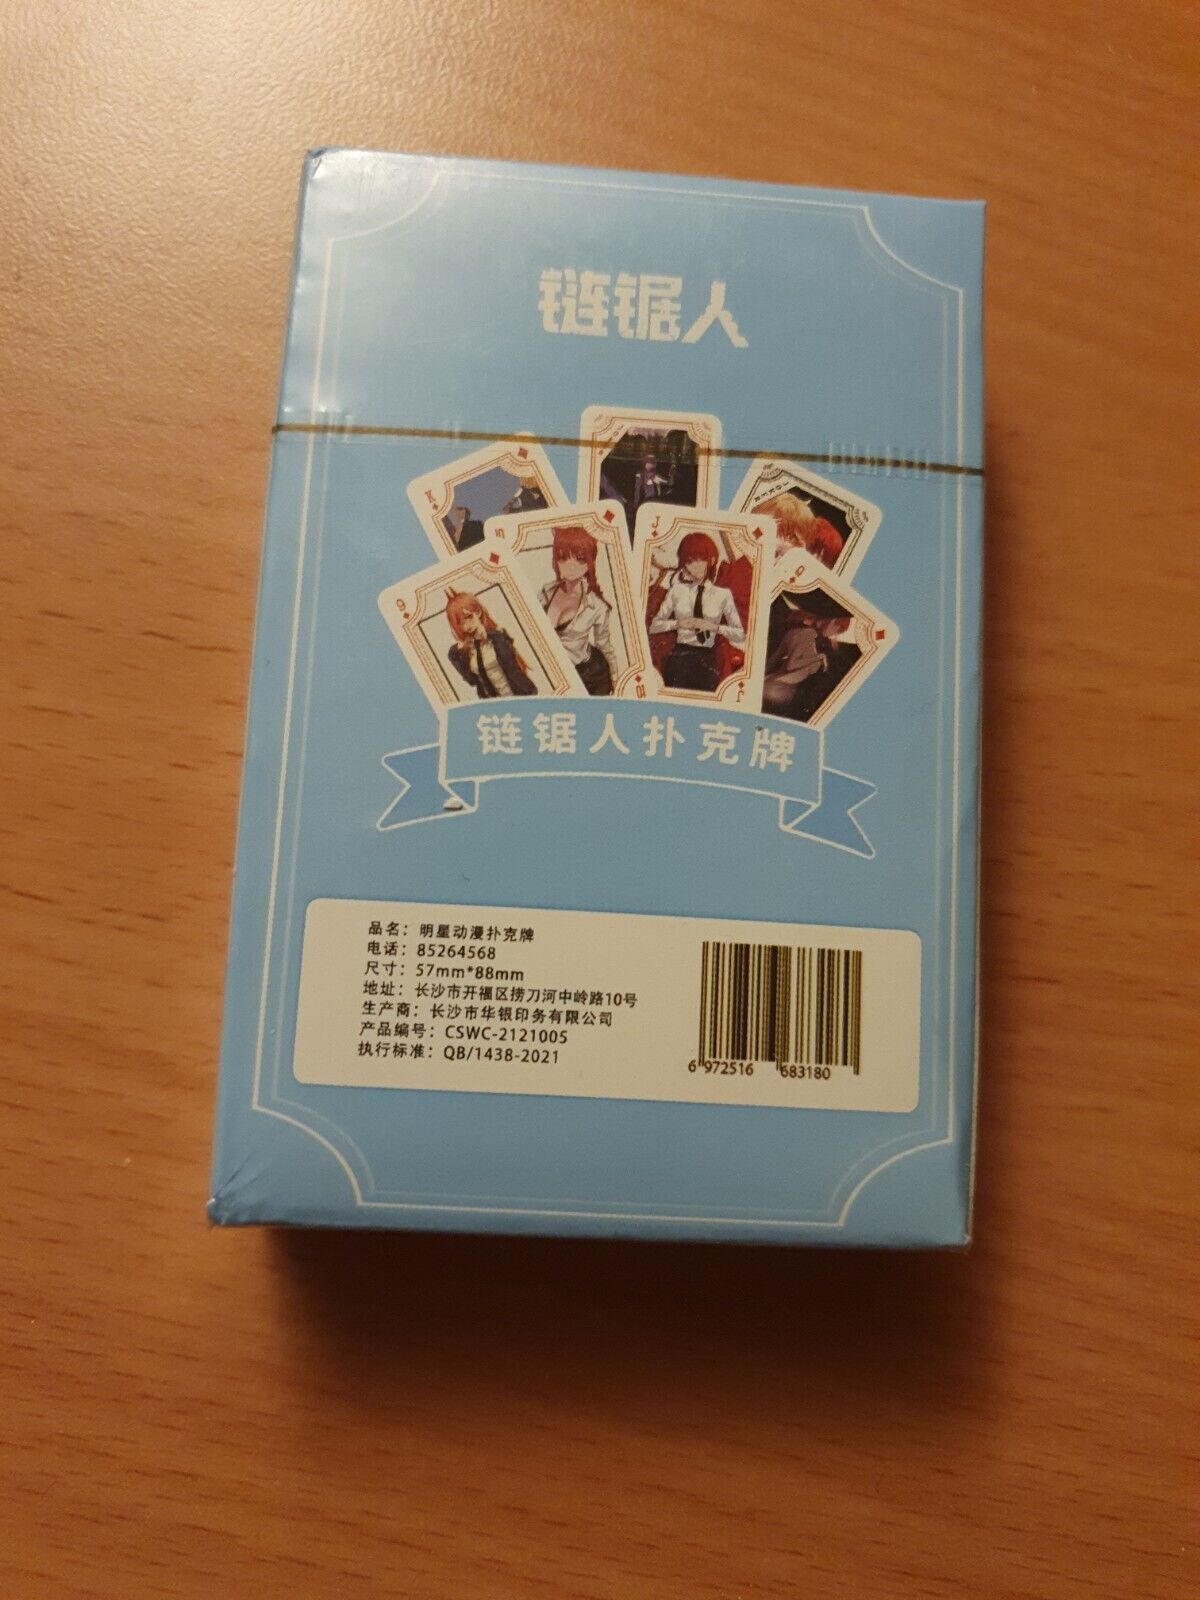 链锯人
链锯人扑克牌
品名：明星动漫扑克牌
电话：85264568
尺寸：57mm*88mm
地址：长沙市开福区捞刀河中岭路10号
生产商：长沙市华银印务有限公司
产品编号：CSWC-2121005
执行标准：QB/1438-2021
6 972516 683180